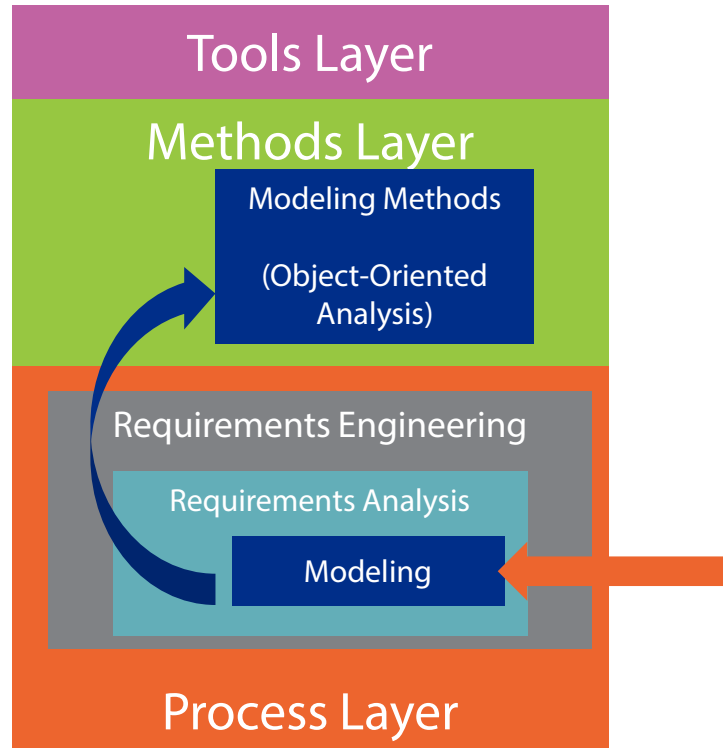 Tools Layer
Methods Layer
Modeling Methods
(Object-Oriented
Analysis)
Requirements Engineering
Requirements Analysis
Modeling
Process Layer